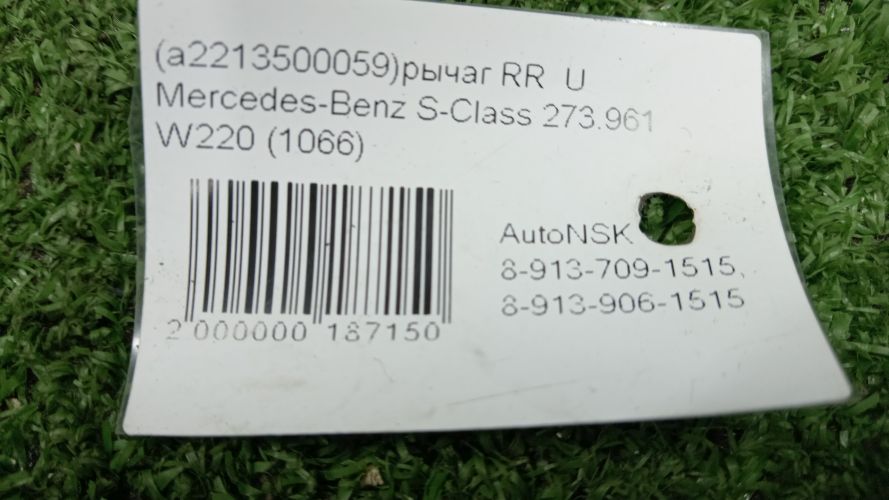 (a2213500059)рычаг RR U
Mercedes-Benz S-Class 273.961
W220 (1066)
AutoNSK
8-913-709-1515,
8-913-906-1515
2 000000 187150